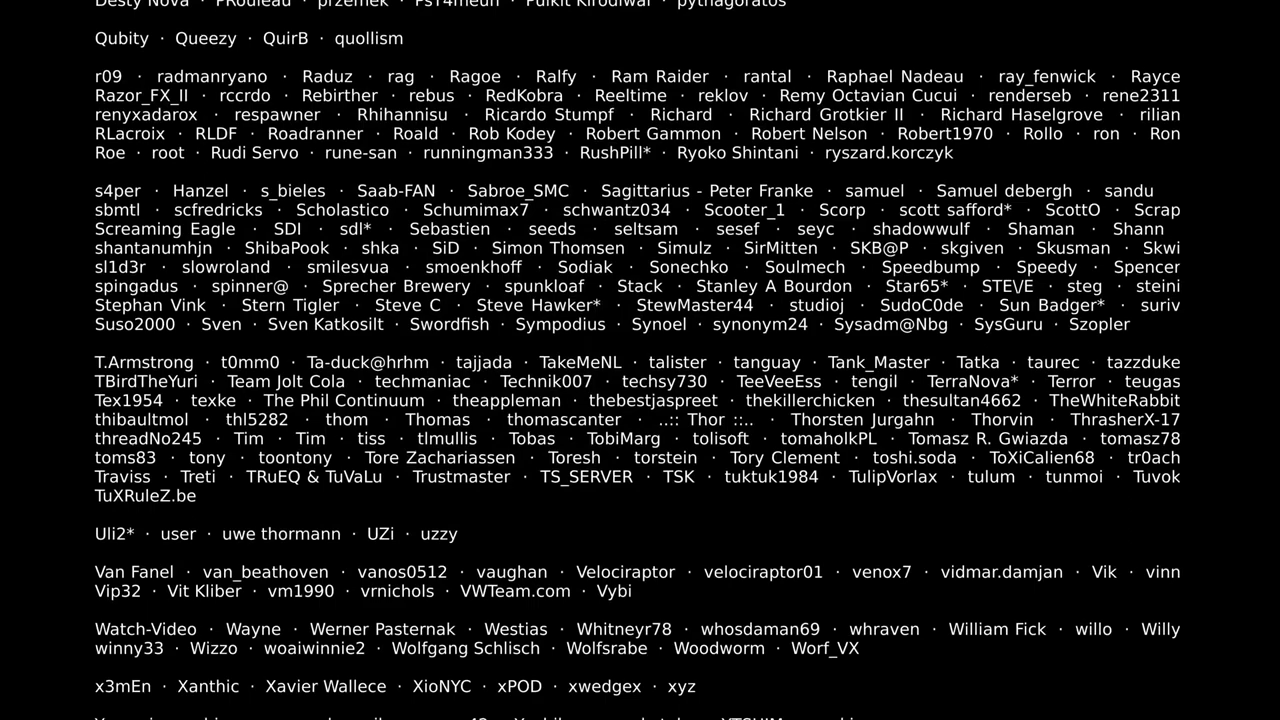 Desty Nova · PRouleau · przemek · PsT4meun · Pulkit Kirodiwal · pythagoratos
Qubity · Queezy · QuirB · quollism
r09 · radmanryano · Raduz · rag · Ragoe · Ralfy · Ram Raider · rantal · Raphael Nadeau · ray_fenwick · Rayce
Razor_FX_II · rccrdo · Rebirther · rebus · RedKobra · Reeltime · reklov · Remy Octavian Cucui · renderseb · rene2311
renyxadarox · respawner · Rhihannisu · Ricardo Stumpf · Richard · Richard Grotkier II · Richard Haselgrove · rilian
RLacroix · RLDF · Roadranner · Roald · Rob Kodey · Robert Gammon · Robert Nelson · Robert1970 · Rollo · ron · Ron
Roe · root · Rudi Servo · rune-san · runningman333 · RushPill* · Ryoko Shintani · ryszard.korczyk
s4per · Hanzel · s_bieles · Saab-FAN · Sabroe_SMC · Sagittarius - Peter Franke · samuel · Samuel debergh · sandu
sbmtl · scfredricks · Scholastico · Schumimax7 · schwantz034 · Scooter_1 · Scorp · scott safford* · ScottO · Scrap
Screaming Eagle · SDI · sdl* · Sebastien · seeds · seltsam · sesef · seyc · shadowwulf · Shaman · Shann
shantanumhjn · ShibaPook · shka · SiD · Simon Thomsen · Simulz · SirMitten · SKB@P · skgiven · Skusman · Skwi
sl1d3r · slowroland · smilesvua · smoenkhoff · Sodiak · Sonechko · Soulmech · Speedbump · Speedy · Spencer
spingadus · spinner@ · Sprecher Brewery · spunkloaf · Stack · Stanley A Bourdon · Star65* · STE\/E · steg · steini
Stephan Vink · Stern Tigler · Steve C · Steve Hawker* · StewMaster44 · studioj · SudoC0de · Sun Badger* · suriv
Suso2000 · Sven · Sven Katkosilt · Swordfish · Sympodius · Synoel · synonym24 · Sysadm@Nbg · SysGuru · Szopler
T.Armstrong · t0mm0 · Ta-duck@hrhm · tajjada · TakeMeNL · talister · tanguay · Tank_Master · Tatka · taurec · tazzduke
TBirdTheYuri · Team Jolt Cola · techmaniac · Technik007 · techsy730 · TeeVeeEss · tengil · TerraNova* · Terror · teugas
Tex1954 · texke · The Phil Continuum · theappleman · thebestjaspreet · thekillerchicken · thesultan4662 · TheWhiteRabbit
thibaultmol · thl5282 · thom · Thomas · thomascanter · ..:: Thor ::.. · Thorsten Jurgahn · Thorvin · ThrasherX-17
threadNo245 · Tim · Tim · tiss · tlmullis · Tobas · TobiMarg · tolisoft · tomaholkPL · Tomasz R. Gwiazda · tomasz78
toms83 · tony · toontony · Tore Zachariassen · Toresh · torstein · Tory Clement · toshi.soda · ToXiCalien68 · tr0ach
Traviss · Treti · TRuEQ & TuVaLu · Trustmaster · TS_SERVER · TSK · tuktuk1984 · TulipVorlax · tulum · tunmoi · Tuvok
TuXRuleZ.be
Uli2* · user · uwe thormann · UZi · uzzy
Van Fanel · van_beathoven · vanos0512 · vaughan · Velociraptor · velociraptor01 · venox7 · vidmar.damjan · Vik · vinn
Vip32 · Vit Kliber · vm1990 · vrnichols · VWTeam.com · Vybi
Watch-Video · Wayne · Werner Pasternak · Westias · Whitneyr78 · whosdaman69 · whraven · William Fick · willo · Willy
winny33 · Wizzo · woaiwinnie2 · Wolfgang Schlisch · Wolfsrabe · Woodworm · Worf_VX
x3mEn · Xanthic · Xavier Wallece · XioNYC · xPOD · xwedgex · xyz